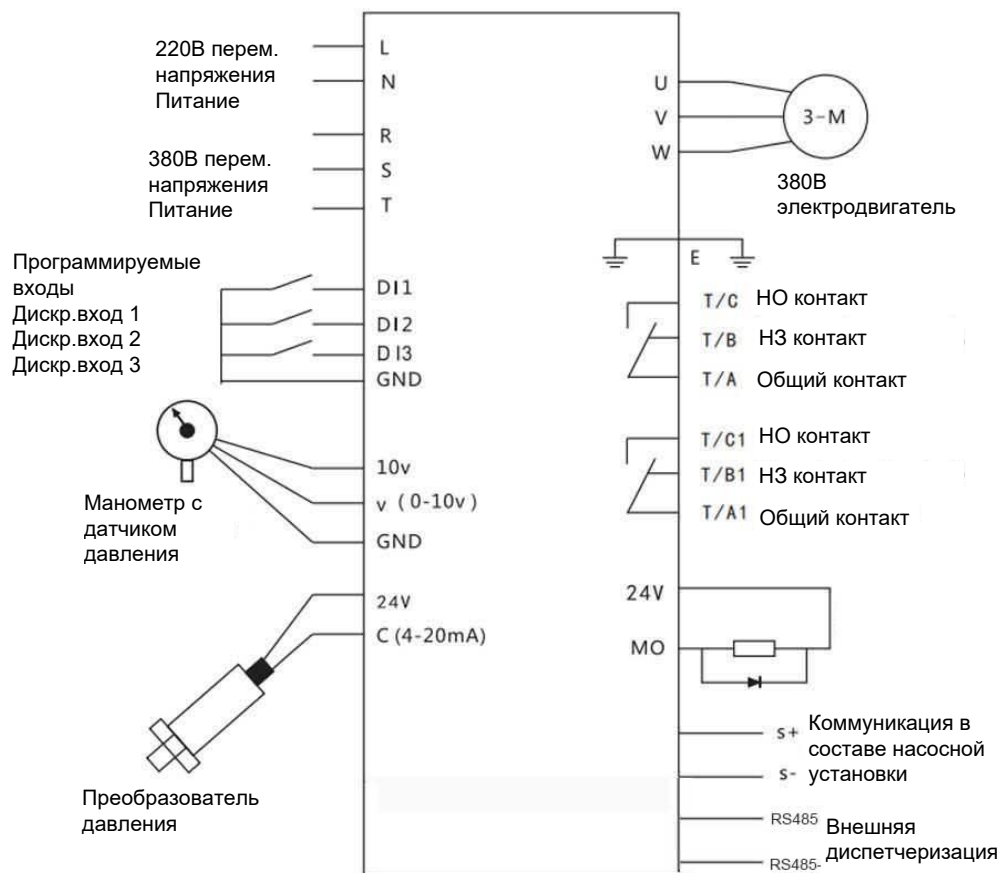 220В перем.
напряжения
Питание
L
N
R
380В перем.
напряжения
Питание
S
T
Программируемые
входы
Дискр.вход 1
Дискр.вход 2
Дискр.вход 3
DI1
DI2
DI3
GND
10v
v (0-10v)
GND
Манометр с
датчиком
давления
24V
C (4-20mA)
Преобразователь
давления
U
V
W
3-M
380В
электродвигатель
E
T/C НО контакт
T/B НЗ контакт
T/A Общий контакт
T/C1 НО контакт
T/B1 НЗ контакт
T/A1 Общий контакт
24V
MO
s+
s-
Коммуникация в
составе насосной
установки
RS485
RS485-
Внешняя
диспетчеризация